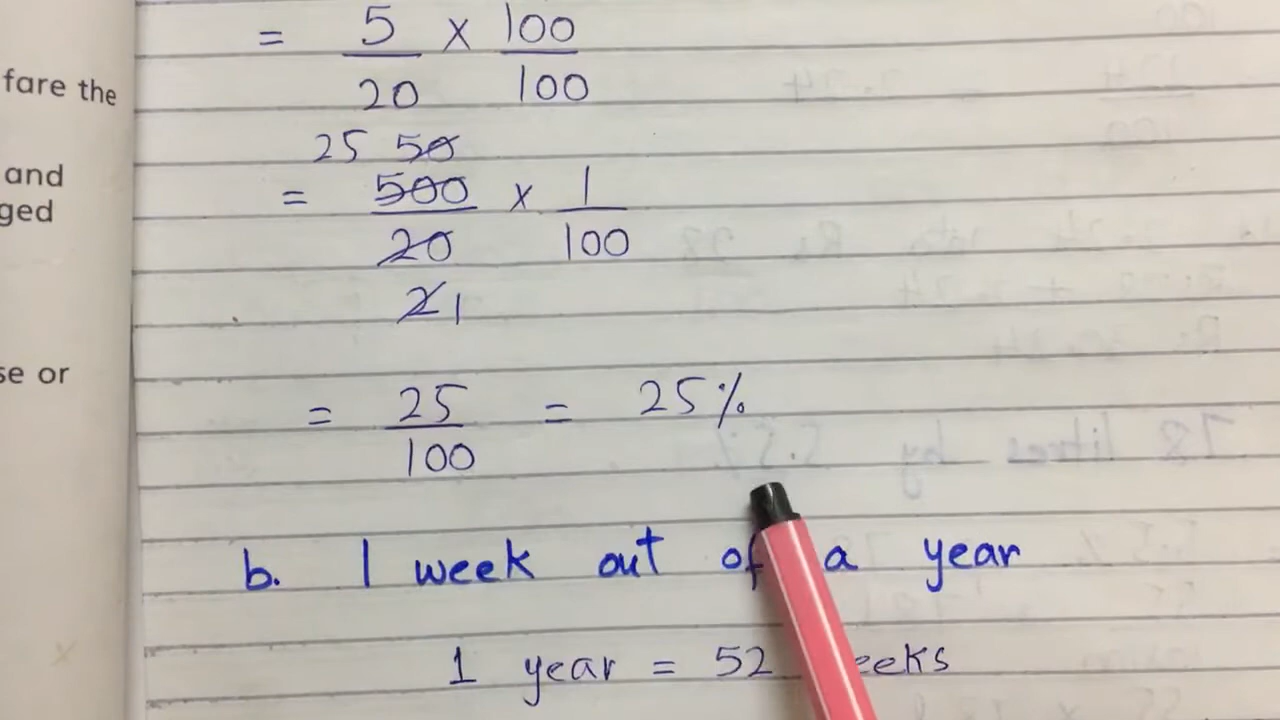 fare the
and
ged
se or
= 5/20 × 100/100
25 50
= 500/20 × 1/100
2 1
= 25/100 = 25%
b. 1 week out of a year
1 year = 52 eeks